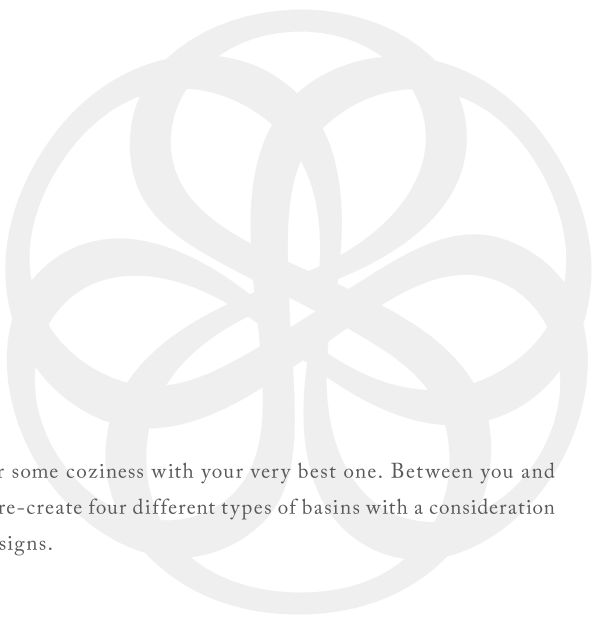 r some coziness with your very best one. Between you and
re-create four different types of basins with a consideration
signs.